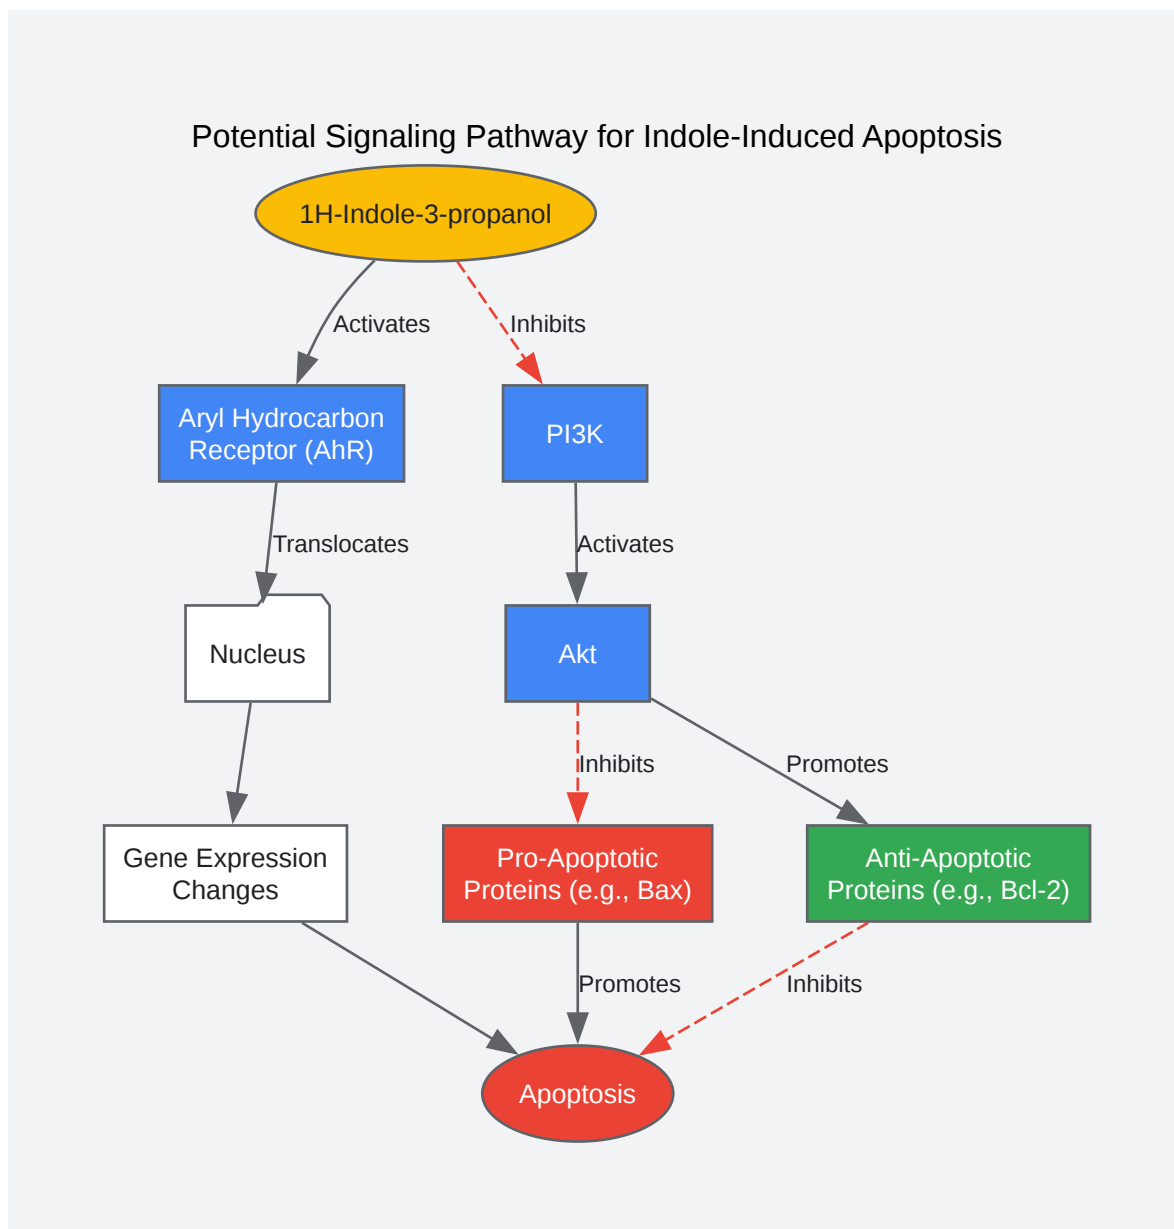 Potential Signaling Pathway for Indole-Induced Apoptosis
1H-Indole-3-propanol
Activates
Inhibits
Aryl Hydrocarbon
Receptor (AhR)
PI3K
Translocates
Activates
Nucleus
Akt
Inhibits
Promotes
Gene Expression
Changes
Pro-Apoptotic
Proteins (e.g., Bax)
Anti-Apoptotic
Proteins (e.g., Bcl-2)
Promotes
Inhibits
Apoptosis